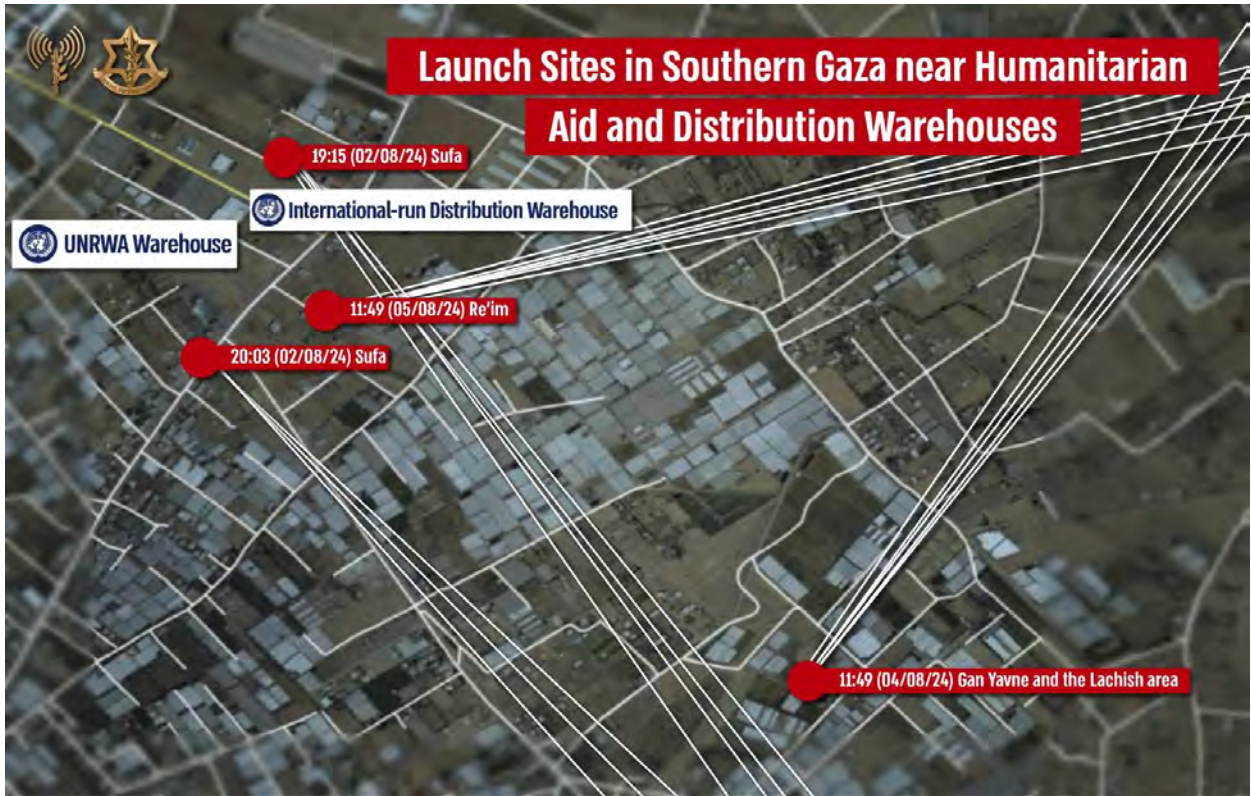 Launch Sites in Southern Gaza near Humanitarian
Aid and Distribution Warehouses
19:15 (02/08/24) Sufa
International-run Distribution Warehouse
UNRWA Warehouse
11:49 (05/08/24) Re'im
20:03 (02/08/24) Sufa
11:49 (04/08/24) Gan Yavne and the Lachish area